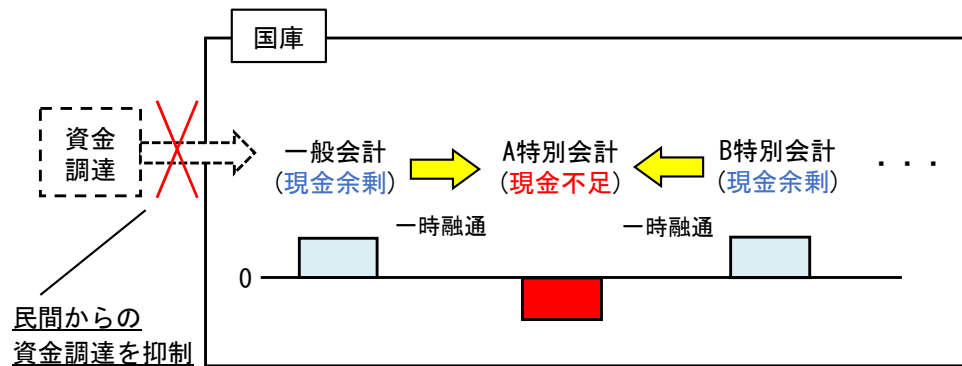 国庫
資金
調達
一般会計
(現金余剰)
A特別会計
(現金不足)
B特別会計
(現金余剰)
・・・
一時融通
一時融通
0
民間からの
資金調達を抑制